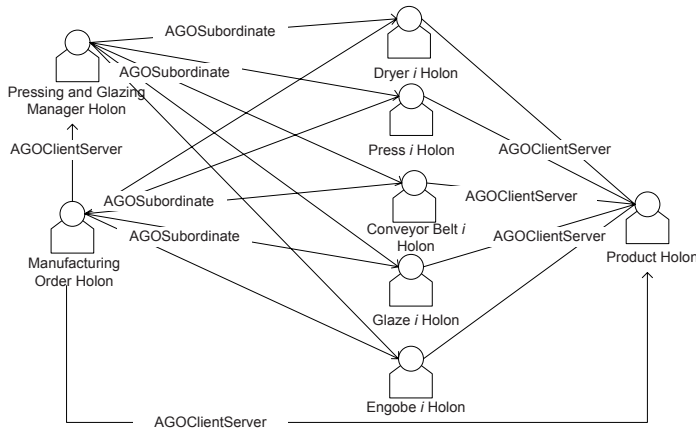 AGOSubordinate
Dryer i Holon
AGOSubordinate
Pressing and Glazing
Manager Holon
Press i Holon
AGOClientServer
AGOClientServer
AGOSubordinate
AGOClientServer
Conveyor Belt i
Holon
AGOSubordinate
AGOClientServer
Manufacturing
Order Holon
Product Holon
Glaze i Holon
Engobe i Holon
AGOClientServer